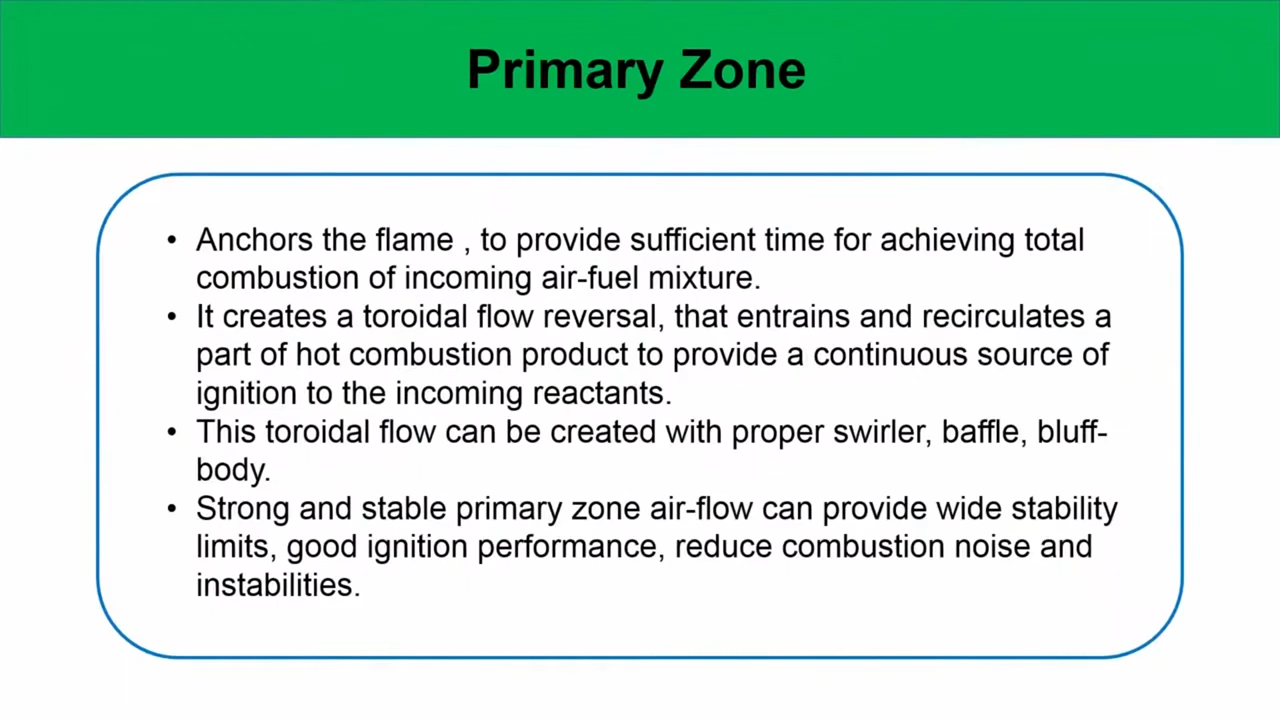 Primary Zone
• Anchors the flame , to provide sufficient time for achieving total
combustion of incoming air-fuel mixture.
• It creates a toroidal flow reversal, that entrains and recirculates a
part of hot combustion product to provide a continuous source of
ignition to the incoming reactants.
• This toroidal flow can be created with proper swirler, baffle, bluff-
body.
• Strong and stable primary zone air-flow can provide wide stability
limits, good ignition performance, reduce combustion noise and
instabilities.